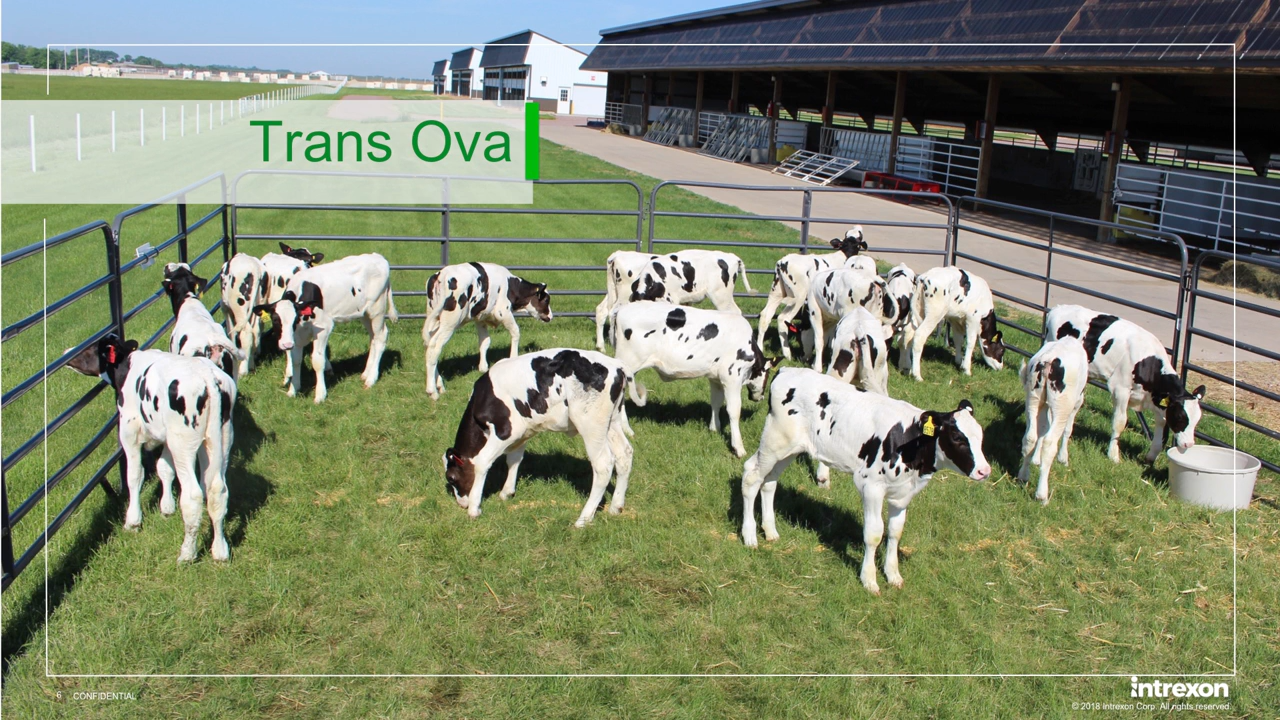 Trans Ova
6 CONFIDENTIAL
intrexon
© 2018 Intrexon Corp. All rights reserved.